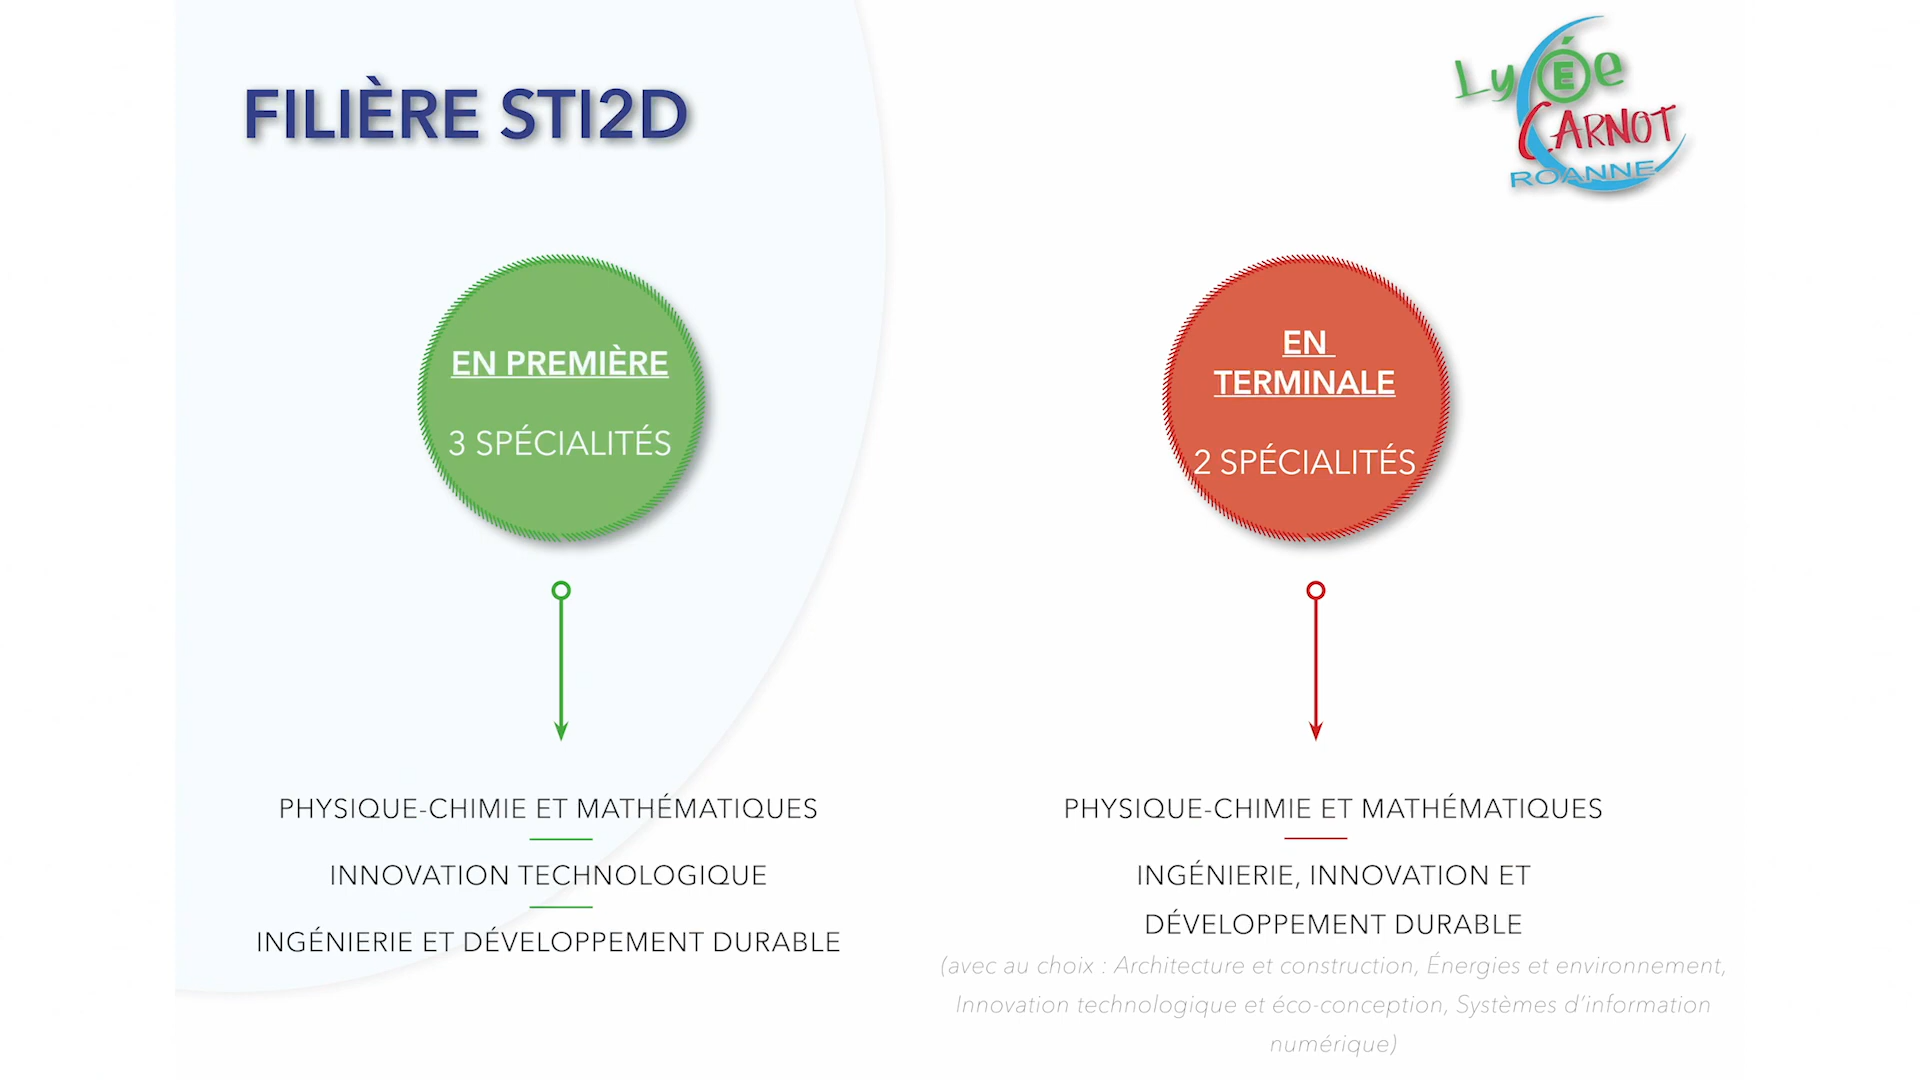 FILIÈRE STI2D
LyÉe
CARNOT
ROANNE
EN PREMIÈRE
3 SPÉCIALITÉS
EN
TERMINALE
2 SPÉCIALITÉS
PHYSIQUE-CHIMIE ET MATHÉMATIQUES
INNOVATION TECHNOLOGIQUE
INGÉNIERIE ET DÉVELOPPEMENT DURABLE
PHYSIQUE-CHIMIE ET MATHÉMATIQUES
INGÉNIERIE, INNOVATION ET
DÉVELOPPEMENT DURABLE
(avec au choix : Architecture et construction, Énergies et environnement,
Innovation technologique et éco-conception, Systèmes d’information
numérique)